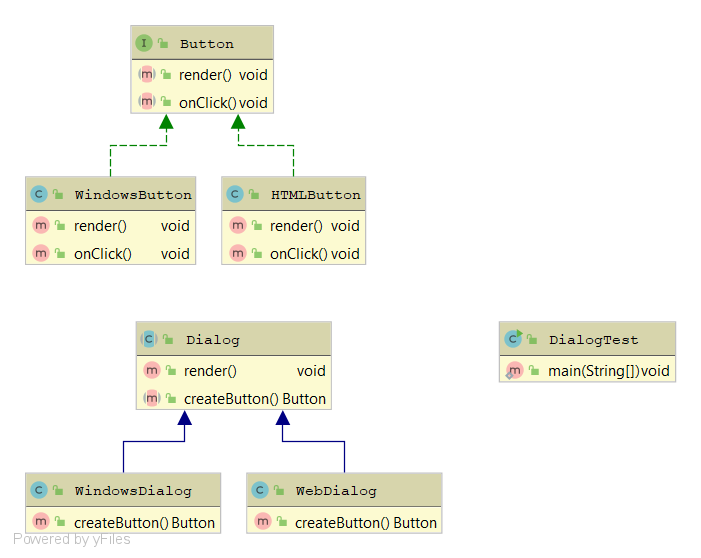 Button
render() void
onClick() void
WindowsButton
render() void
onClick() void
HTMLButton
render() void
onClick() void
Dialog
render() void
createButton() Button
DialogTest
main(String[]) void
WindowsDialog
createButton() Button
WebDialog
createButton() Button
Powered by yFiles